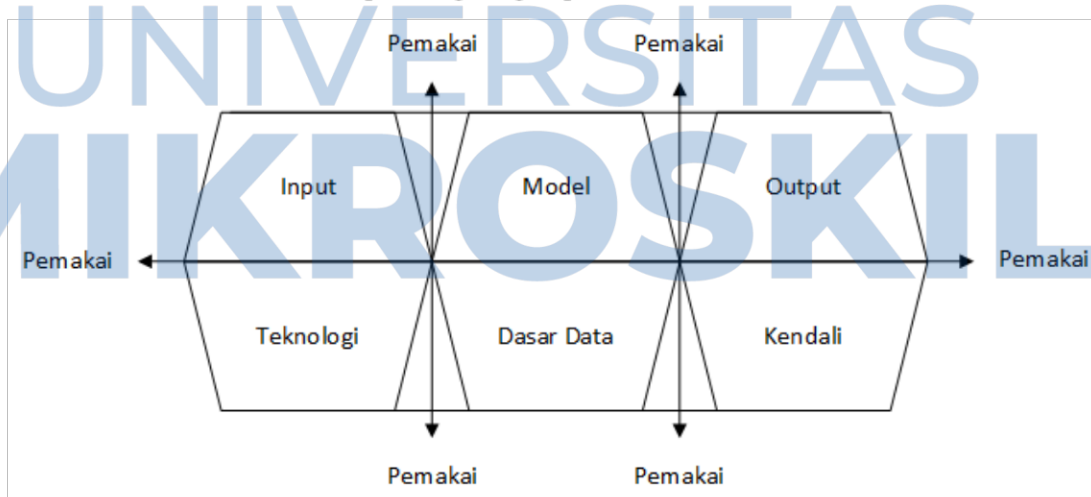 UNIVERSITAS
MIKROSKIL
Pemakai Pemakai
Input Model Output
Pemakai Pemakai
Teknologi Dasar Data Kendali
Pemakai Pemakai